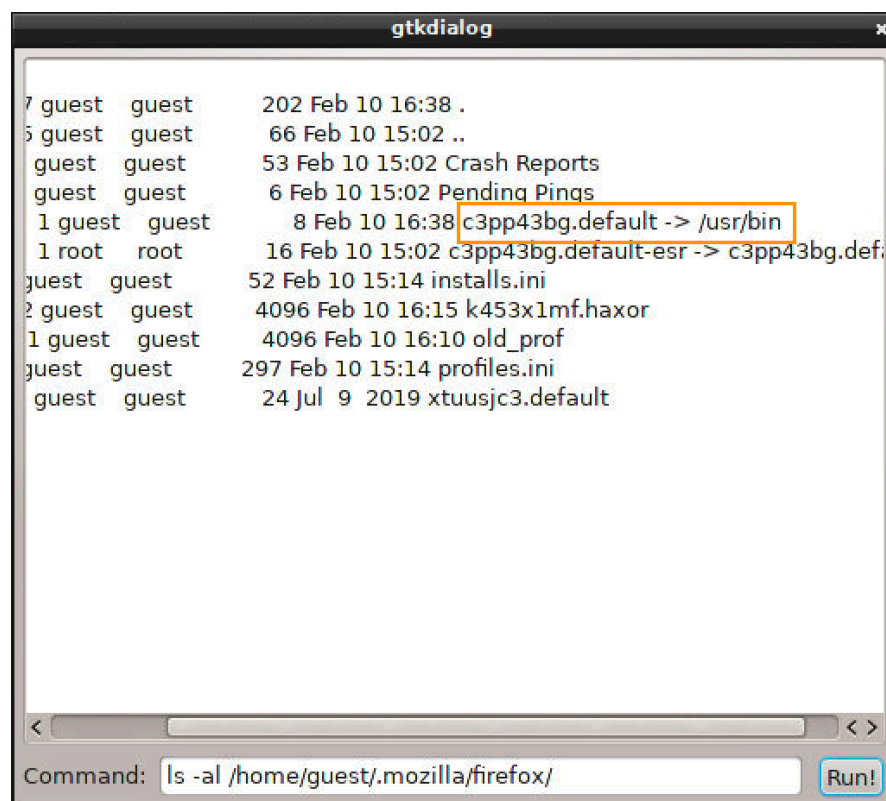 gtkdialog x
7 guest guest 202 Feb 10 16:38 .
guest guest 66 Feb 10 15:02 ..
guest guest 53 Feb 10 15:02 Crash Reports
guest guest 6 Feb 10 15:02 Pending Pings
1 guest guest 8 Feb 10 16:38 c3pp43bg.default -> /usr/bin
1 root root 16 Feb 10 15:02 c3pp43bg.default-esr -> c3pp43bg.defa
guest guest 52 Feb 10 15:14 installs.ini
2 guest guest 4096 Feb 10 16:15 k453x1mf.haxor
1 guest guest 4096 Feb 10 16:10 old_prof
guest guest 297 Feb 10 15:14 profiles.ini
guest guest 24 Jul 9 2019 xtuusjc3.default
< < >
Command: ls -al /home/guest/.mozilla/firefox/ Run!